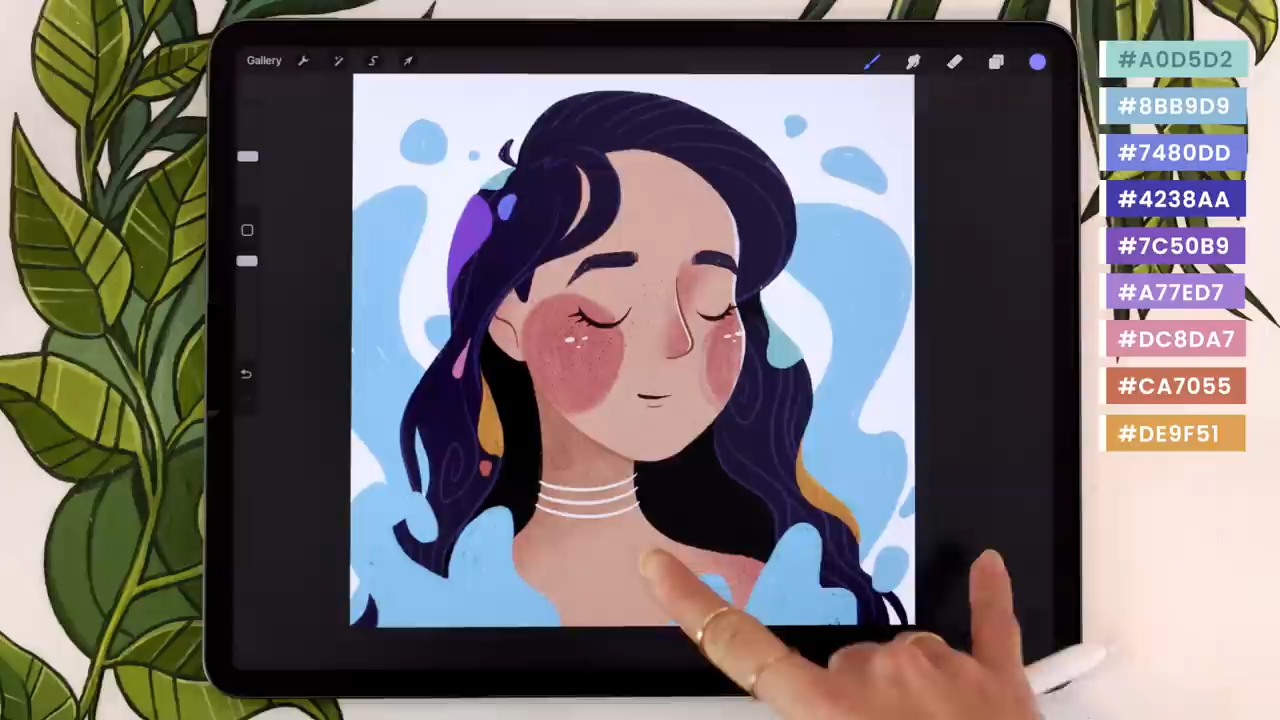 Gallery
#A0D5D2
#8BB9D9
#7480DD
#4238AA
#7C50B9
#A77ED7
#DC8DA7
#CA7055
#DE9F51